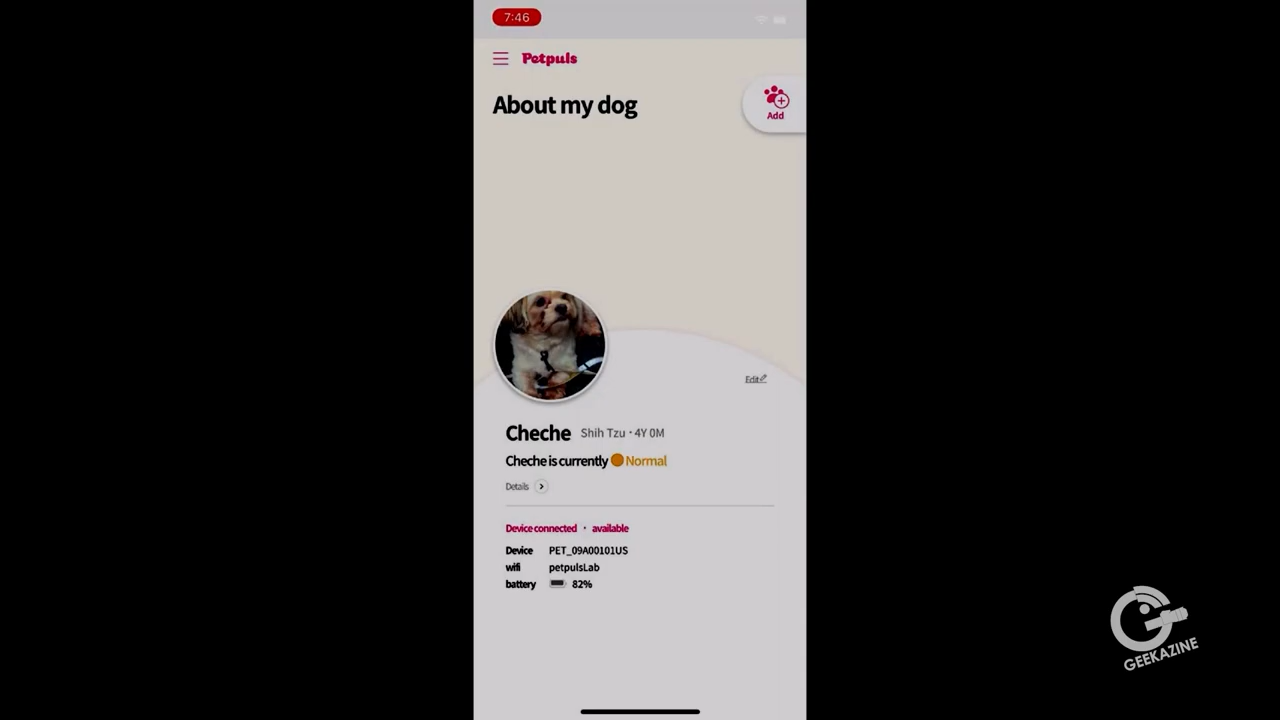 7:46
Petpuls
About my dog
Add
Edit
Cheche Shih Tzu · 4Y 0M
Cheche is currently Normal
Details
Device connected · available
Device PET_09A00101US
wifi petpulsLab
battery 82%
GEEKAZINE